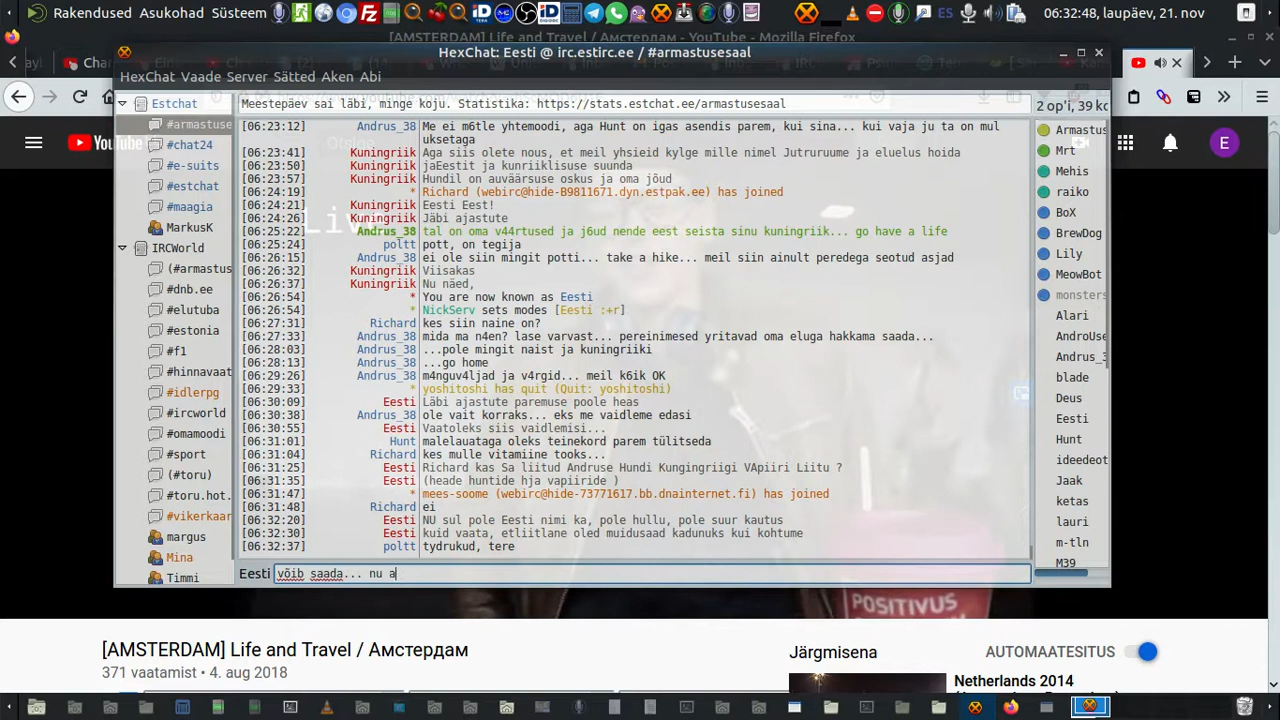 Rakendused Asukohad Süsteem
ES
06:32:48, laupäev, 21. nov
[AMSTERDAM] Life and Travel / Амстердам - YouTube - Mozilla Firefox
HexChat: Eesti @ irc.estirc.ee / #armastusesaal
HexChat Vaade Server Sätted Aken Abi
Estchat
#armastuse
#chat24
#e-suits
#estchat
#maagia
MarkusK
IRCWorld
(#armastus
#dnb.ee
#elutuba
#estonia
#f1
#hinnavaat
#idlerpg
#ircworld
#omamoodi
#sport
(#toru)
#toru.hot.
#vikerkaar
margus
Mina
Timmi
Meestepäev sai läbi, minge koju. Statistika: https://stats.estchat.ee/armastusesaal
[06:23:12] Andrus_38 Me ei m6tle yhtemoodi, aga Hunt on igas asendis parem, kui sina... kui vaja ju ta on mul
uksetaga
[06:23:41] Kuningriik Aga siis olete nous, et meil yhsieid kylge mille nimel Jutruruume ja eluelus hoida
[06:23:50] Kuningriik jaEestit ja kunriiklisuse suunda
[06:23:57] Kuningriik Hundil on auväärsuse oskus ja oma jõud
[06:24:19] * Richard (webirc@hide-B9811671.dyn.estpak.ee) has joined
[06:24:21] Kuningriik Eesti Eest!
[06:24:26] Kuningriik Jäbi ajastute
[06:25:22] Andrus_38 tal on oma v44rtused ja j6ud nende eest seista sinu kuningriik... go have a life
[06:25:24] poltt pott, on tegija
[06:26:15] Andrus_38 ei ole siin mingit potti... take a hike... meil siin ainult peredega seotud asjad
[06:26:32] Kuningriik Viisakas
[06:26:37] Kuningriik Nu näed,
[06:26:54] * You are now known as Eesti
[06:26:54] * NickServ sets modes [Eesti :+r]
[06:27:31] Richard kes siin naine on?
[06:27:33] Andrus_38 mida ma n4en? lase varvast... pereinimesed yritavad oma eluga hakkama saada...
[06:28:03] Andrus_38 ...pole mingit naist ja kuningriiki
[06:28:13] Andrus_38 ...go home
[06:29:26] Andrus_38 m4nguv4ljad ja v4rgid... meil k6ik OK
[06:29:33] * yoshitoshi has quit (Quit: yoshitoshi)
[06:30:09] Eesti Läbi ajastute paremuse poole heas
[06:30:38] Andrus_38 ole vait korraks... eks me vaidleme edasi
[06:30:55] Eesti Vaatoleks siis vaidlemisi...
[06:31:01] Hunt malelauataga oleks teinekord parem tülitseda
[06:31:04] Richard kes mulle vitamiine tooks...
[06:31:25] Eesti Richard kas Sa liitud Andruse Hundi Kungingriigi VApiiri Liitu ?
[06:31:35] Eesti (heade huntide hja vapiiride )
[06:31:47] * mees-soome (webirc@hide-73771617.bb.dnainternet.fi) has joined
[06:31:48] Richard ei
[06:32:20] Eesti NU sul pole Eesti nimi ka, pole hullu, pole suur kautus
[06:32:30] Eesti kuid vaata, etliitlane oled muidusaad kadunuks kui kohtume
[06:32:37] poltt tydrukud, tere
Eesti võib saada... nu a
2 op'i, 39 kc
Armastus
Mrt
Mehis
raiko
BoX
BrewDog
Lily
MeowBot
monsters
Alari
AndroUse
Andrus_3
blade
Deus
Eesti
Hunt
ideedeot
Jaak
ketas
lauri
m-tln
M39
E
POSITIVUS
[AMSTERDAM] Life and Travel / Амстердам
371 vaatamist • 4. aug 2018
Järgmisena
AUTOMAATESITUS
Netherlands 2014